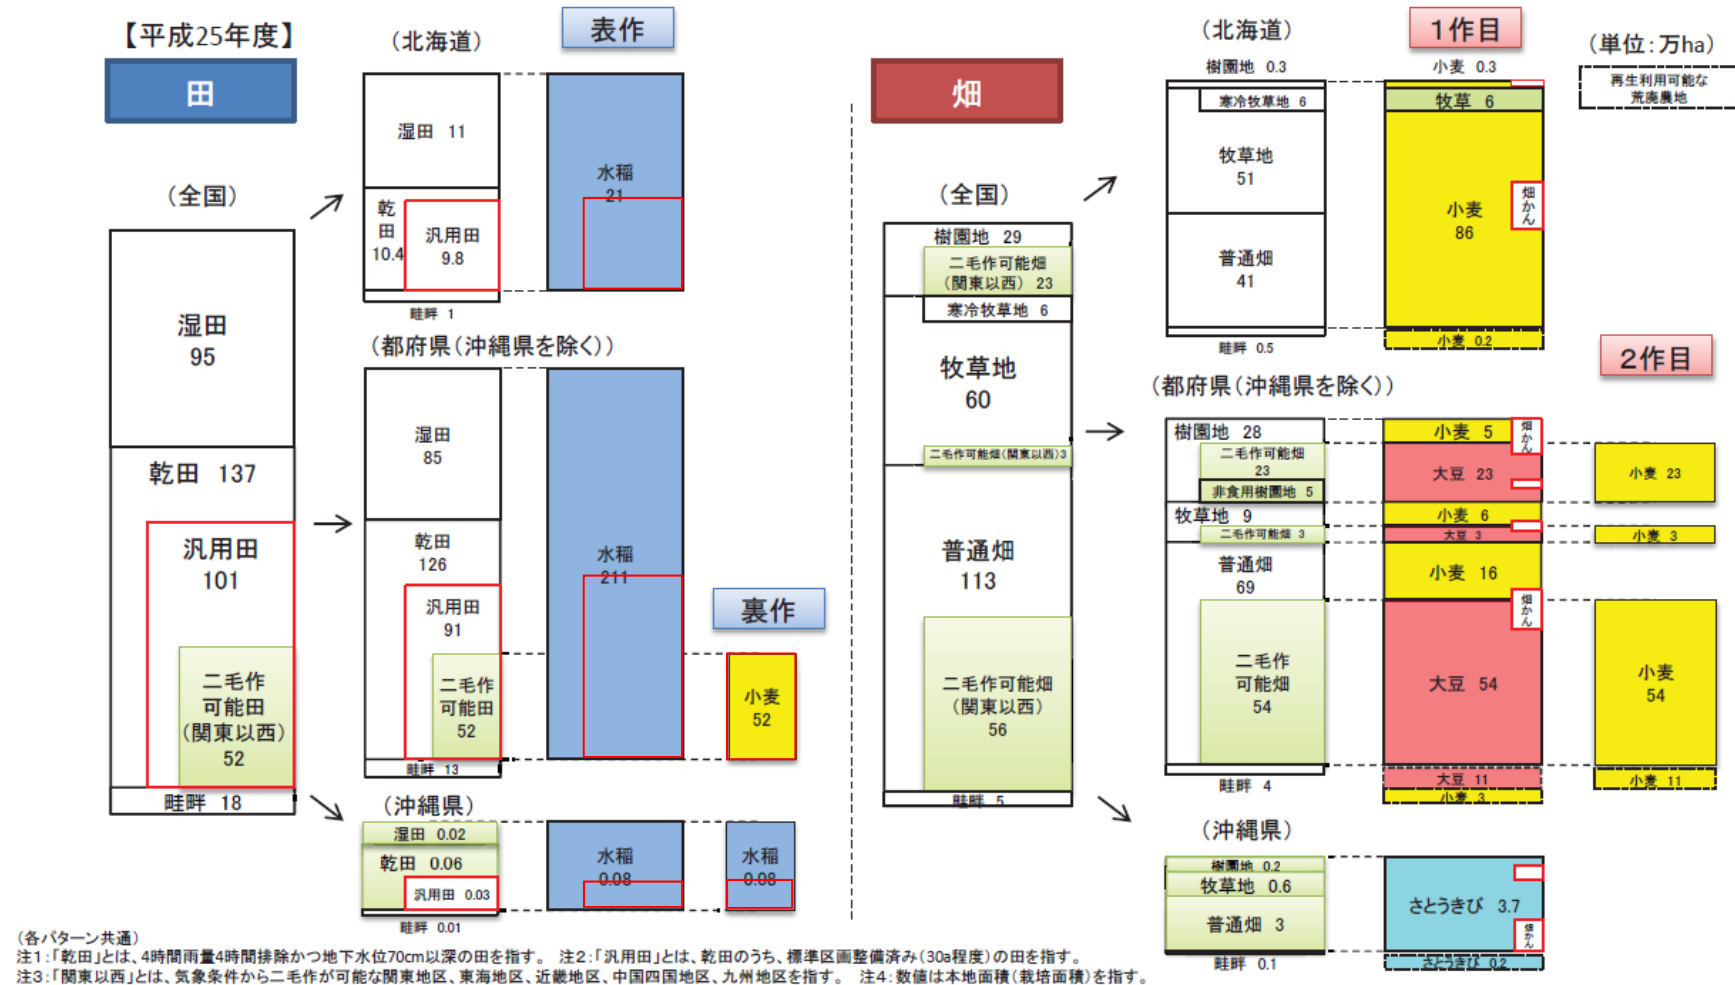 【平成25年度】
田
(全国)
湿田
95
乾田 137
汎用田
101
二毛作
可能田
(関東以西)
52
畦畔 18
(北海道)
表作
湿田 11
乾
田
10.4
汎用田
9.8
畦畔 1
水稲
21
(都府県(沖縄県を除く))
湿田
85
乾田
126
汎用田
91
二毛作
可能田
52
畦畔 13
水稲
211
裏作
小麦
52
(沖縄県)
湿田 0.02
乾田 0.06
汎用田 0.03
畦畔 0.01
水稲
0.08
水稲
0.08
畑
(全国)
樹園地 29
二毛作可能畑
(関東以西) 23
寒冷牧草地 6
牧草地
60
二毛作可能畑(関東以西)3
普通畑
113
二毛作可能畑
(関東以西)
56
畦畔 5
(北海道)
1作目
(単位:万ha)
再生利用可能な
荒廃農地
樹園地 0.3
寒冷牧草地 6
牧草地
51
普通畑
41
畦畔 0.5
小麦 0.3
牧草 6
小麦
86
畑かん
小麦 0.2
2作目
(都府県(沖縄県を除く))
樹園地 28
二毛作可能畑
23
非食用樹園地 5
牧草地 9
二毛作可能畑 3
普通畑
69
二毛作
可能畑
54
畦畔 4
小麦 5
畑かん
大豆 23
小麦 6
大豆 3
小麦 16
畑かん
大豆 54
大豆 11
小麦 3
小麦 23
小麦 3
小麦
54
小麦 11
(沖縄県)
樹園地 0.2
牧草地 0.6
普通畑 3
畦畔 0.1
さとうきび 3.7
畑かん
さとうきび 0.2
(各パターン共通)
注1:「乾田」とは、4時間雨量4時間排除かつ地下水位70cm以深の田を指す。 注2:「汎用田」とは、乾田のうち、標準区画整備済み(30a程度)の田を指す。
注3:「関東以西」とは、気象条件から二毛作が可能な関東地区、東海地区、近畿地区、中国四国地区、九州地区を指す。 注4:数値は本地面積(栽培面積)を指す。